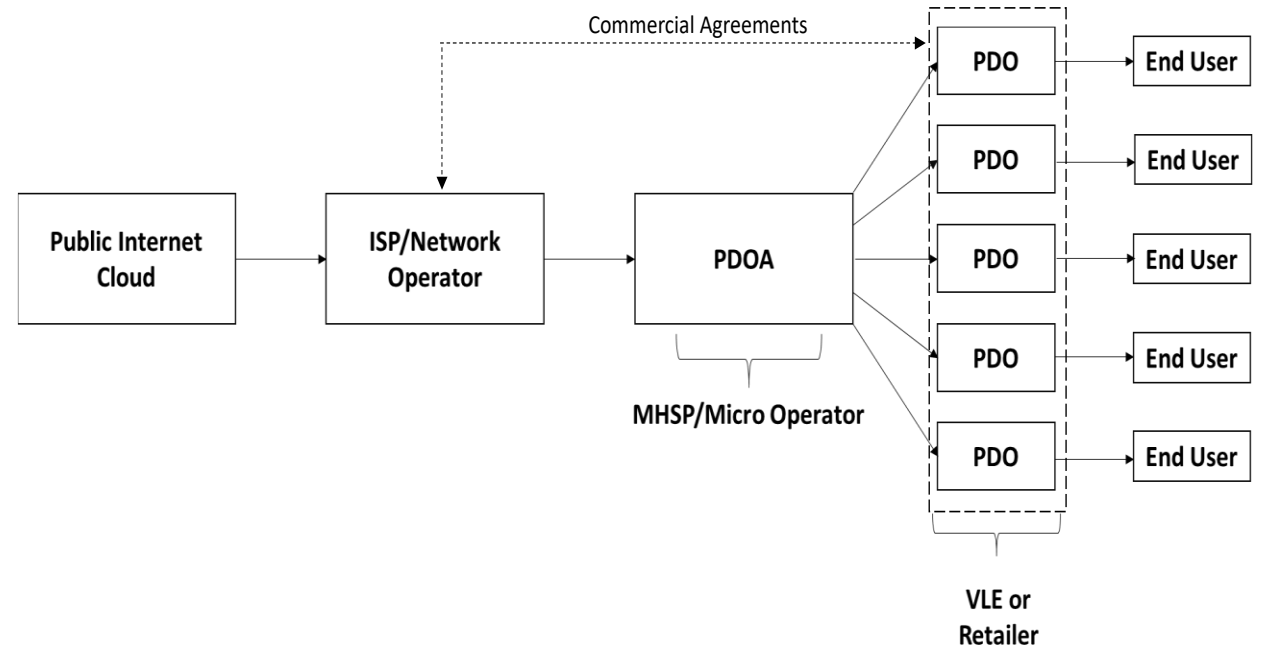 Commercial Agreements
PDO
End User
PDO
End User
Public Internet
Cloud
ISP/Network
Operator
PDOA
PDO
End User
PDO
End User
MHSP/Micro Operator
PDO
End User
VLE or
Retailer